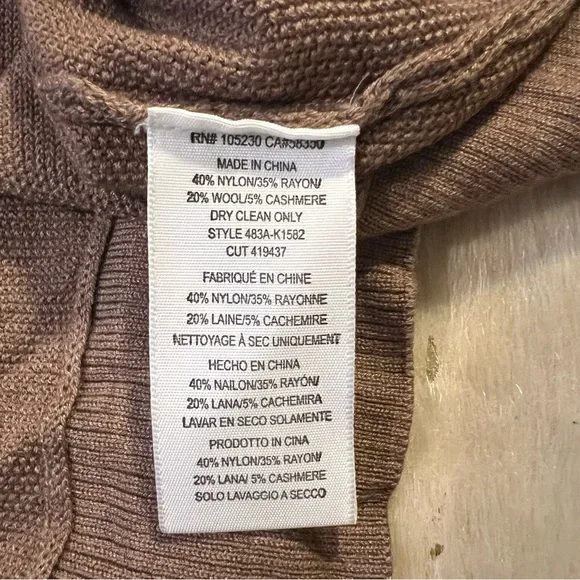 RN# 105230 CA#58350
MADE IN CHINA
40% NYLON/35% RAYON/
20% WOOL/5% CASHMERE
DRY CLEAN ONLY
STYLE 483A-K1582
CUT 419437
FABRIQUÉ EN CHINE
40% NYLON/35% RAYONNE
20% LAINE/5% CACHEMIRE
NETTOYAGE À SEC UNIQUEMENT
HECHO EN CHINA
40% NAILON/35% RAYÓN/
20% LANA/5% CACHEMIRA
LAVAR EN SECO SOLAMENTE
PRODOTTO IN CINA
40% NYLON/35% RAYON/
20% LANA/ 5% CASHMERE
SOLO LAVAGGIO A SECCO